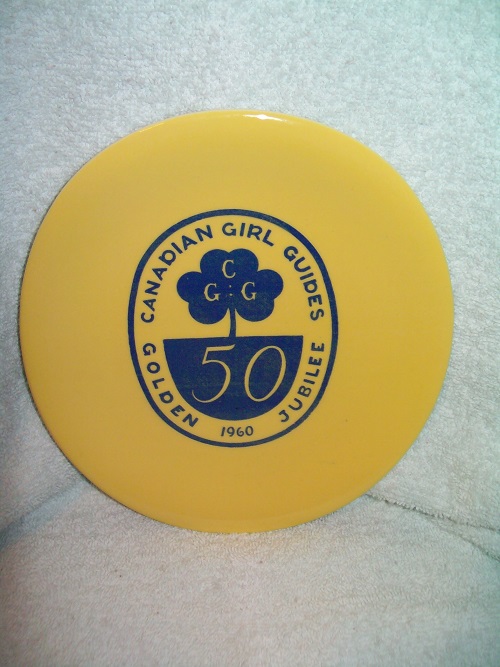 CANADIAN GIRL GUIDES
C
G G
50
GOLDEN JUBILEE
1960